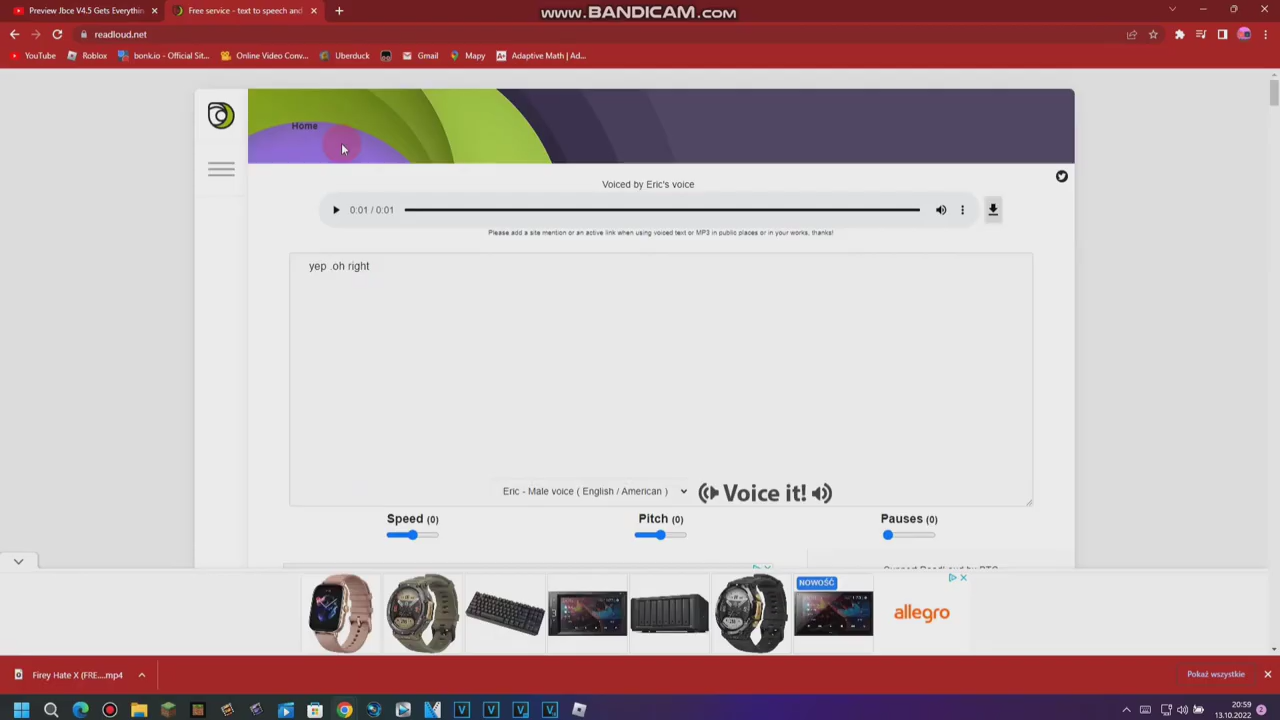 www.BANDICAM.com
Preview Jbce V4.5 Gets Everythin
Free service - text to speech and
readloud.net
YouTube
Roblox
bonk.io - Official Sit...
Online Video Conv...
Uberduck
Gmail
Mapy
Adaptive Math | Ad...
Home
Voiced by Eric's voice
0:01 / 0:01
Please add a site mention or an active link when using voiced text or MP3 in public places or in your works, thanks!
yep .oh right
Eric - Male voice ( English / American )
Voice it!
Speed (0)
Pitch (0)
Pauses (0)
NOWOŚĆ
allegro
Firey Hate X (FRE....mp4
Pokaż wszystkie
20:59
13.10.2022
2